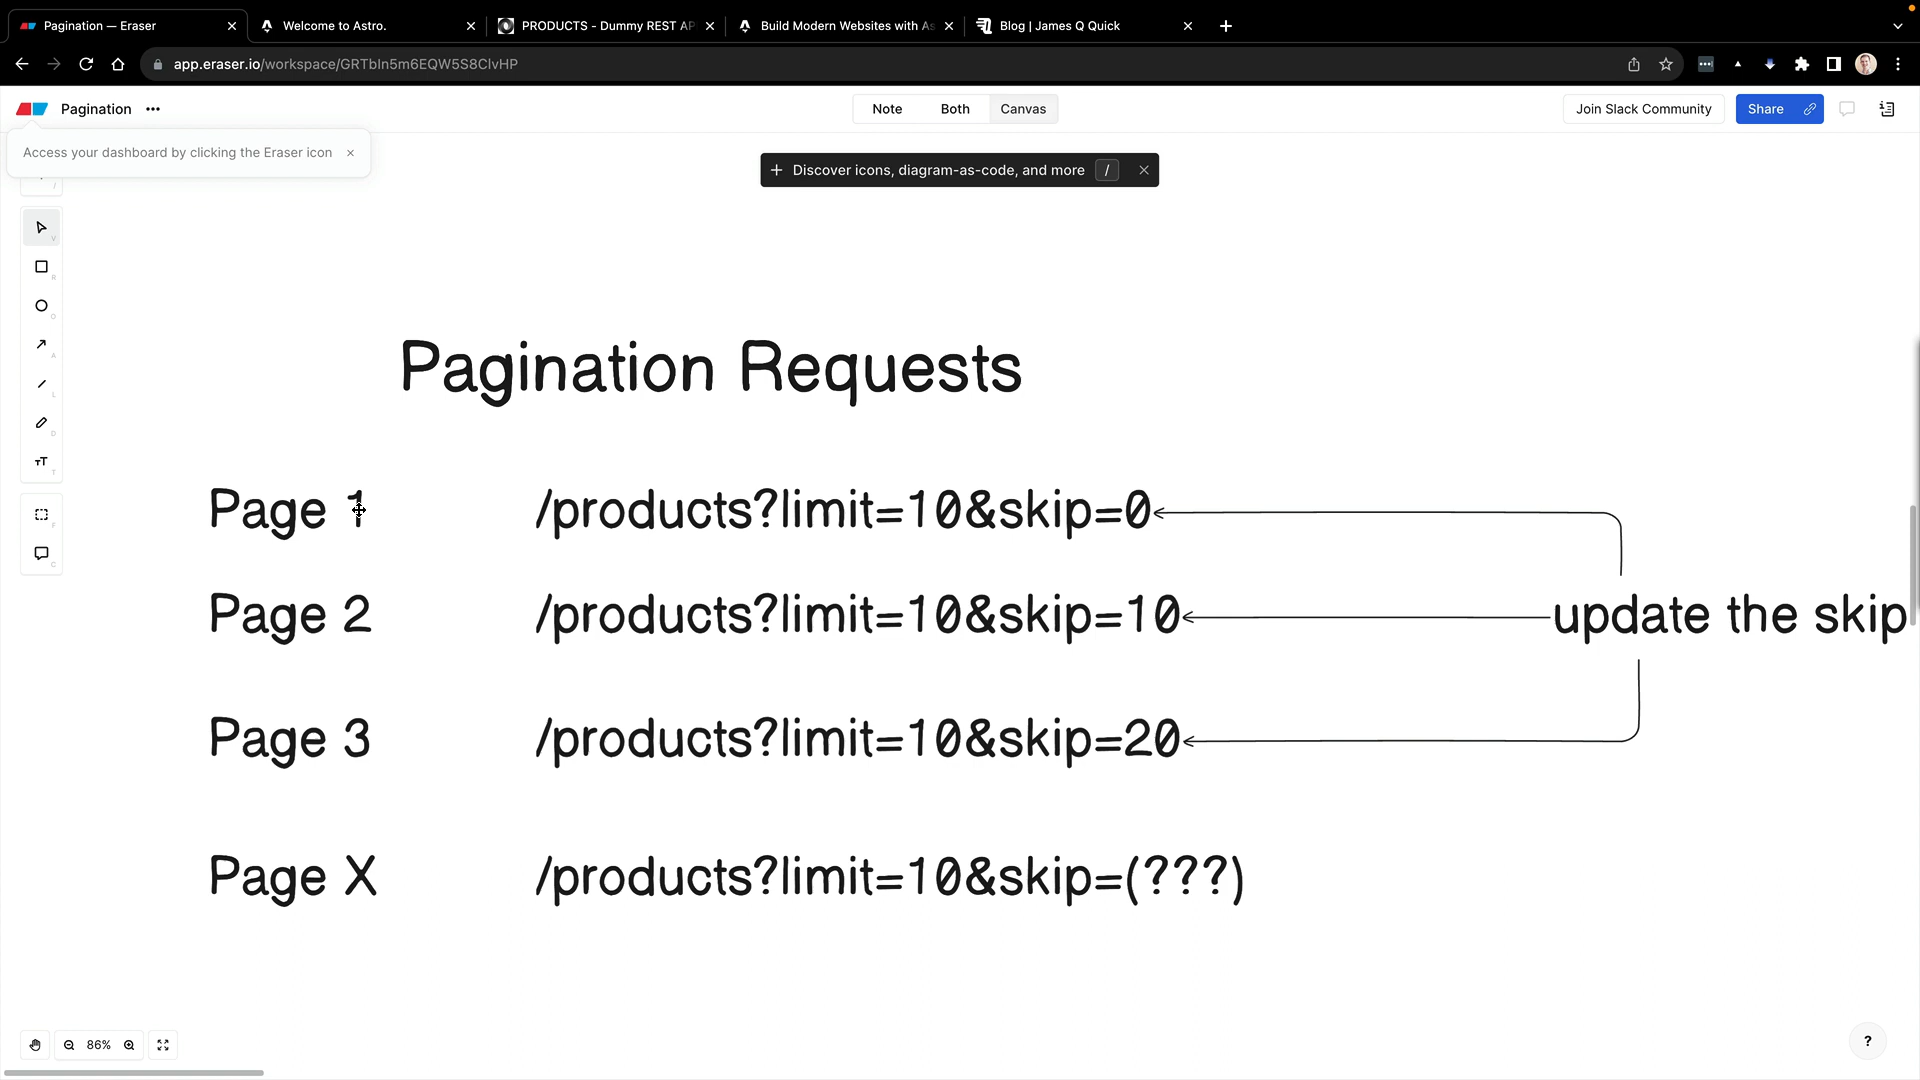 Pagination — Eraser
Welcome to Astro.
PRODUCTS - Dummy REST AP
Build Modern Websites with As
Blog | James Q Quick
app.eraser.io/workspace/GRTbIn5m6EQW5S8CIvHP
Pagination
Note
Both
Canvas
Join Slack Community
Share
Access your dashboard by clicking the Eraser icon
Discover icons, diagram-as-code, and more /
/
V
R
O
A
L
D
T
F
C
Pagination Requests
Page 1 /products?limit=10&skip=0
Page 2 /products?limit=10&skip=10 update the skip
Page 3 /products?limit=10&skip=20
Page X /products?limit=10&skip=(???)
86%
?